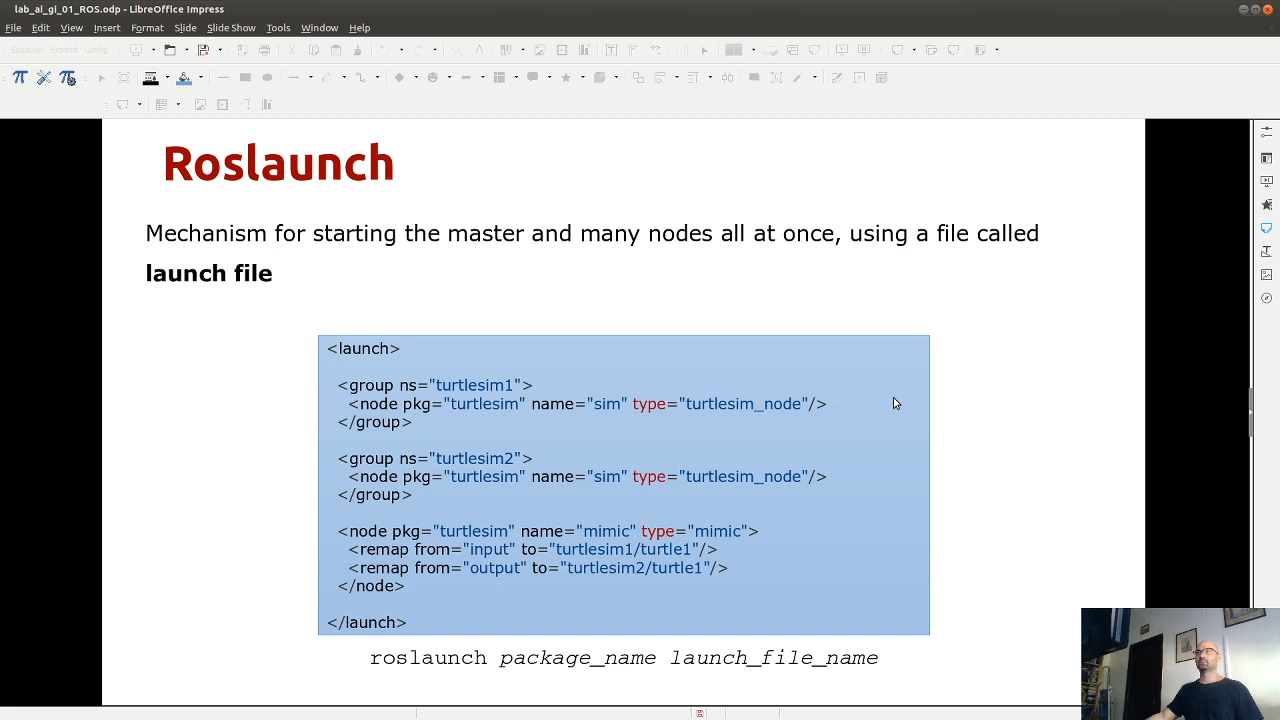 lab_al_gl_01_ROS.odp - LibreOffice Impress
File Edit View Insert Format Slide Slide Show Tools Window Help
Equation Expand Config
Roslaunch
Mechanism for starting the master and many nodes all at once, using a file called
launch file
<launch>
<group ns="turtlesim1">
<node pkg="turtlesim" name="sim" type="turtlesim_node"/>
</group>
<group ns="turtlesim2">
<node pkg="turtlesim" name="sim" type="turtlesim_node"/>
</group>
<node pkg="turtlesim" name="mimic" type="mimic">
<remap from="input" to="turtlesim1/turtle1"/>
<remap from="output" to="turtlesim2/turtle1"/>
</node>
</launch>
roslaunch package_name launch_file_name